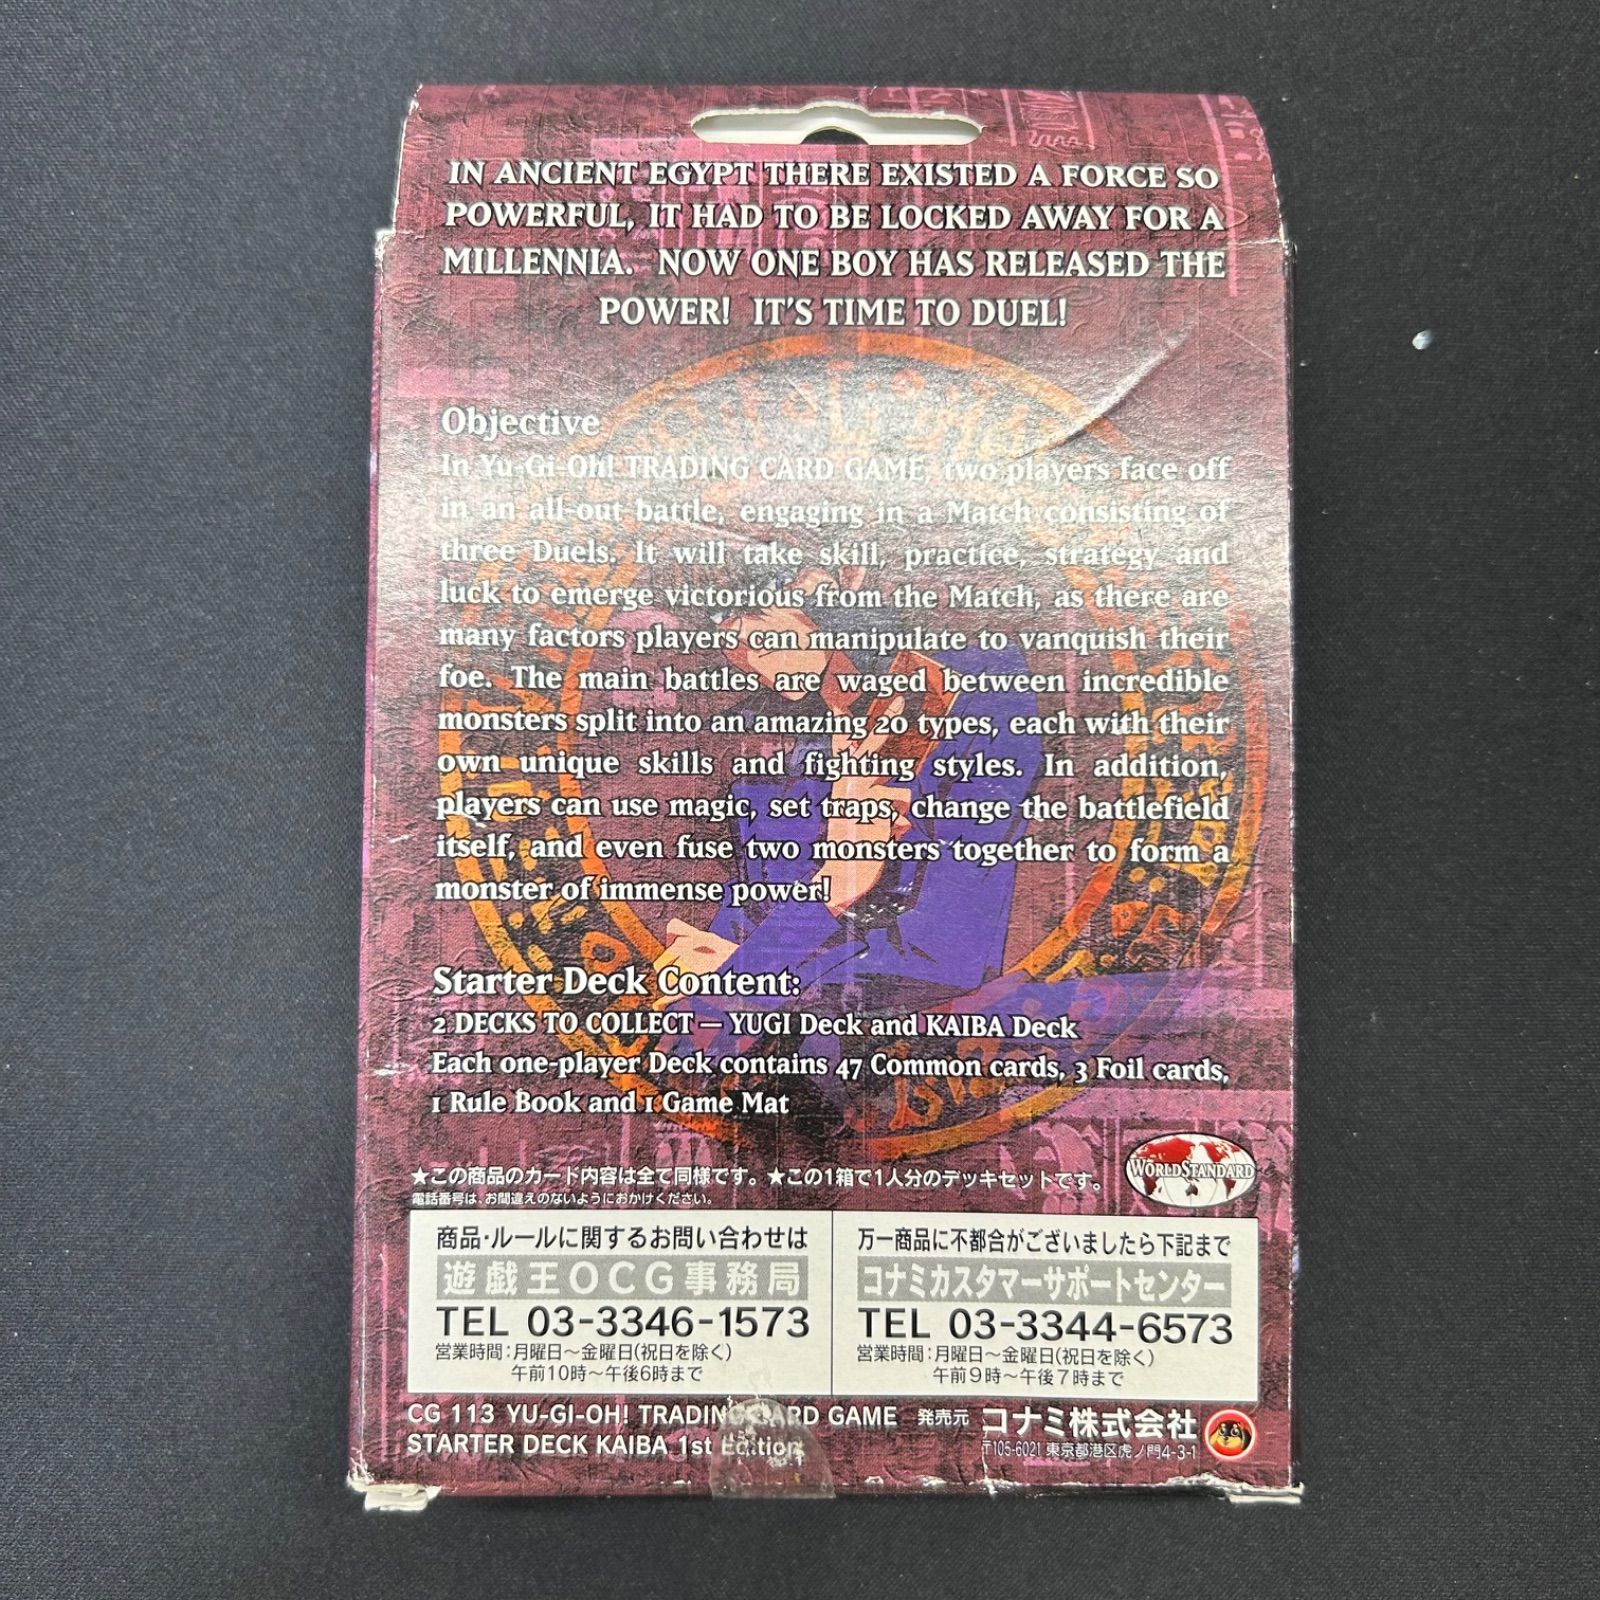 IN ANCIENT EGYPT THERE EXISTED A FORCE SO
POWERFUL, IT HAD TO BE LOCKED AWAY FOR A
MILLENNIA. NOW ONE BOY HAS RELEASED THE
POWER! IT'S TIME TO DUEL!
Objective
In Yu-Gi-Oh! TRADING CARD GAME, two players face off
in an all-out battle, engaging in a Match consisting of
three Duels. It will take skill, practice, strategy and
luck to emerge victorious from the Match, as there are
many factors players can manipulate to vanquish their
foe. The main battles are waged between incredible
monsters split into an amazing 20 types, each with their
own unique skills and fighting styles. In addition,
players can use magic, set traps, change the battlefield
itself, and even fuse two monsters together to form a
monster of immense power!
Starter Deck Content:
2 DECKS TO COLLECT — YUGI Deck and KAIBA Deck
Each one-player Deck contains 47 Common cards, 3 Foil cards,
1 Rule Book and 1 Game Mat
WORLD STANDARD
★この商品のカード内容は全て同様です。★この1箱で1人分のデッキセットです。
電話番号は、お間違えのないようにおかけください。
商品・ルールに関するお問い合わせは
遊戯王OCG事務局
TEL 03-3346-1573
営業時間:月曜日~金曜日(祝日を除く)
午前10時~午後6時まで
万一商品に不都合がございましたら下記まで
コナミカスタマーサポートセンター
TEL 03-3344-6573
営業時間:月曜日~金曜日(祝日を除く)
午前9時~午後7時まで
CG 113 YU-GI-OH! TRADING CARD GAME
STARTER DECK KAIBA 1st Edition
発売元 コナミ株式会社
〒105-6021 東京都港区虎ノ門4-3-1